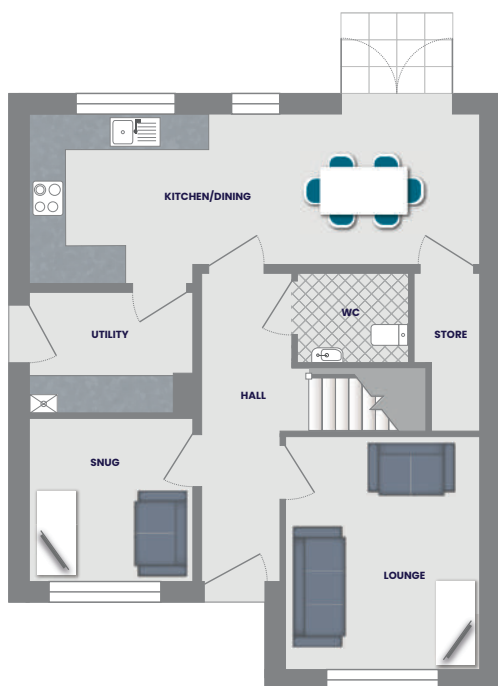 KITCHEN/DINING
WC
UTILITY
STORE
HALL
SNUG
LOUNGE